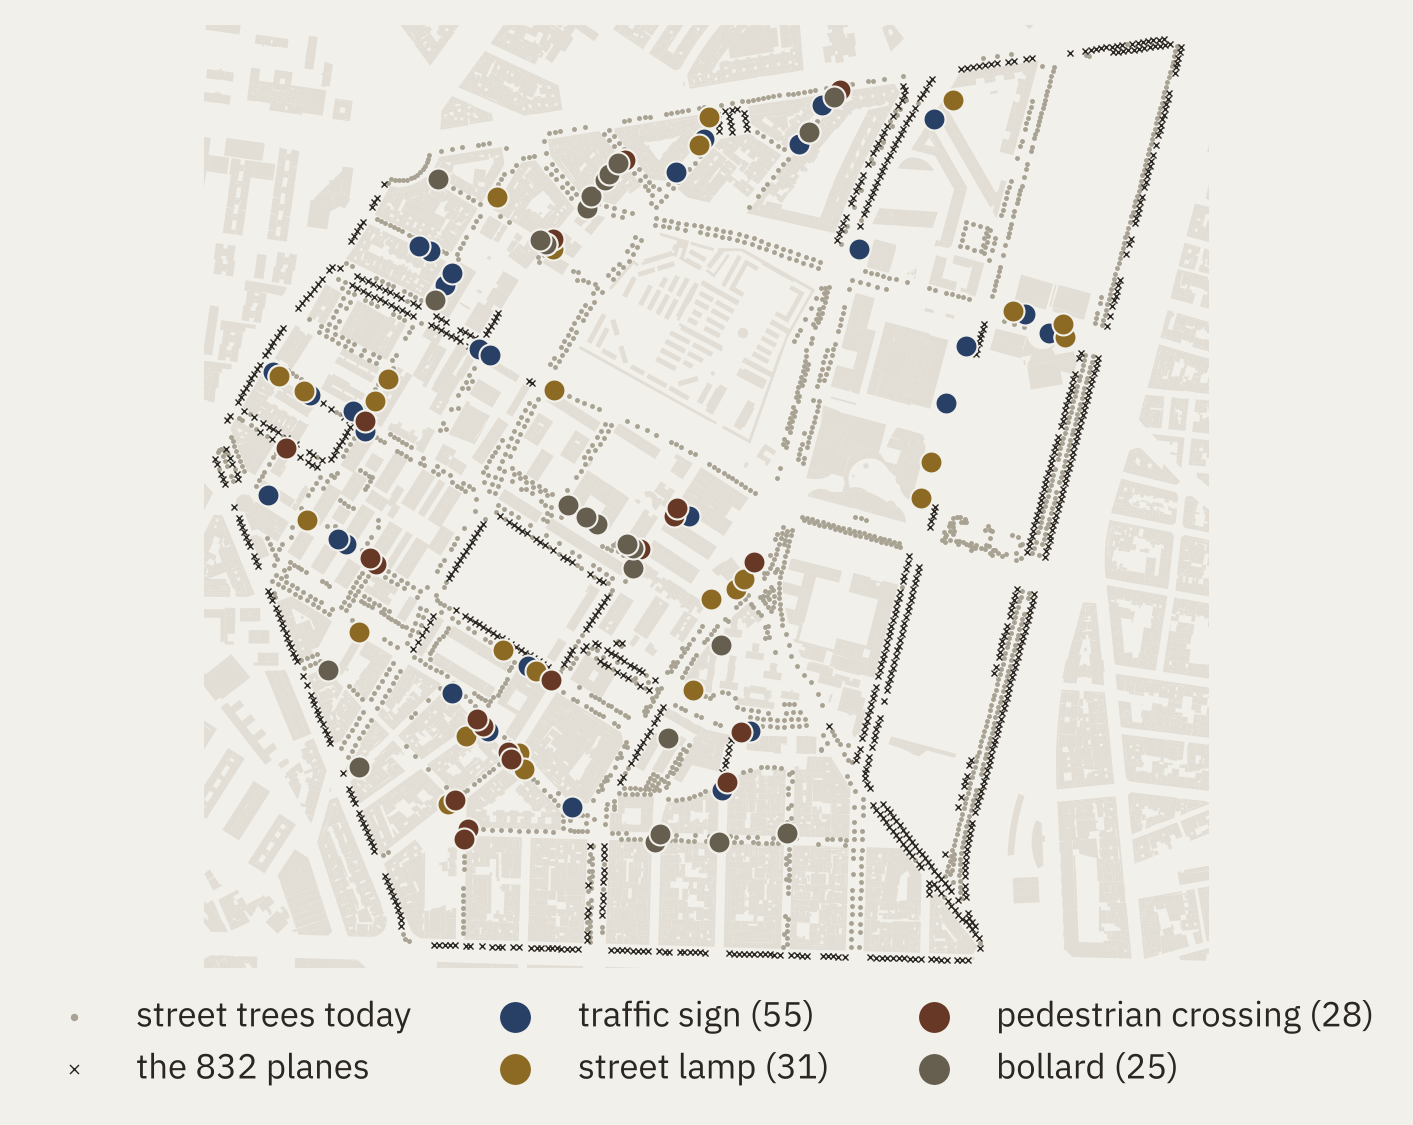 street trees today
traffic sign (55)
pedestrian crossing (28)
the 832 planes
street lamp (31)
bollard (25)